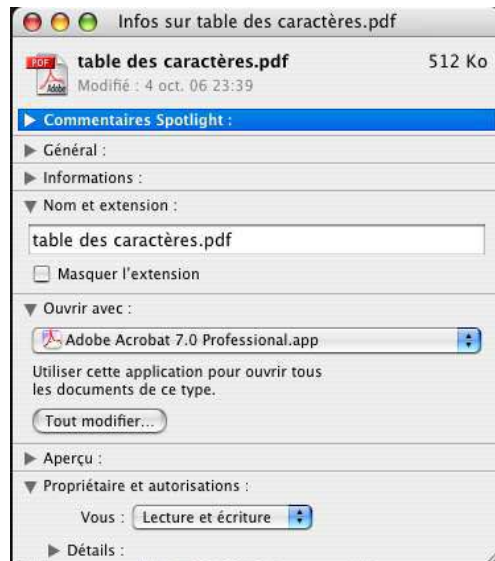 Infos sur table des caractères.pdf
table des caractères.pdf 512 Ko
Modifié : 4 oct. 06 23:39
Commentaires Spotlight :
Général :
Informations :
Nom et extension :
table des caractères.pdf
Masquer l'extension
Ouvrir avec :
Adobe Acrobat 7.0 Professional.app
Utiliser cette application pour ouvrir tous
les documents de ce type.
Tout modifier...
Aperçu :
Propriétaire et autorisations :
Vous : Lecture et écriture
Détails :
PDF
Adobe